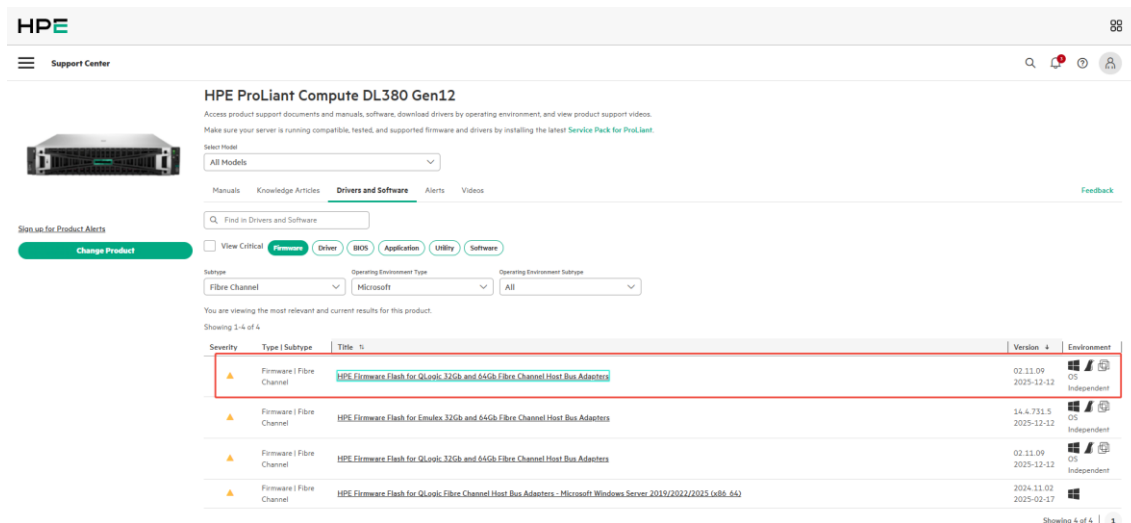 HPE
Support Center
HPE ProLiant Compute DL380 Gen12
Access product support documents and manuals, software, download drivers by operating environment, and view product support videos.
Make sure your server is running compatible, tested, and supported firmware and drivers by installing the latest Service Pack for ProLiant.
Select Model
All Models
Manuals Knowledge Articles Drivers and Software Alerts Videos Feedback
Find in Drivers and Software
Sign up for Product Alerts
Change Product
View Critical Firmware Driver BIOS Application Utility Software
Subtype Operating Environment Type Operating Environment Subtype
Fibre Channel Microsoft All
You are viewing the most relevant and current results for this product.
Showing 1-4 of 4
Severity Type | Subtype Title Version Environment
Firmware | Fibre Channel HPE Firmware Flash for QLogic 32Gb and 64Gb Fibre Channel Host Bus Adapters 02.11.09 2025-12-12 OS Independent
Firmware | Fibre Channel HPE Firmware Flash for Emulex 32Gb and 64Gb Fibre Channel Host Bus Adapters 14.4.731.5 2025-12-12 OS Independent
Firmware | Fibre Channel HPE Firmware Flash for QLogic 32Gb and 64Gb Fibre Channel Host Bus Adapters 02.11.09 2025-12-12 OS Independent
Firmware | Fibre Channel HPE Firmware Flash for QLogic Fibre Channel Host Bus Adapters - Microsoft Windows Server 2019/2022/2025 (x86_64) 2024.11.02 2025-02-17
Showing 4 of 4 | 1